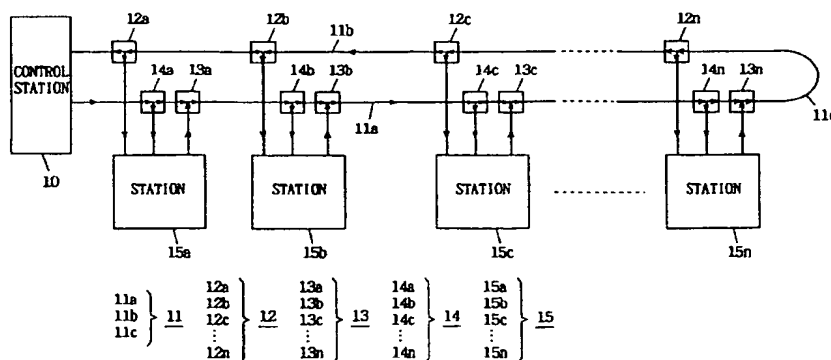 12a 12b 11b 12c 12n
CONTROL
STATION
14a 13a 14b 13b 14c 13c 14n 13n
11a 11c
10
STATION STATION STATION STATION
15a 15b 15c 15n
11a
11b
11c
11
12a
12b
12c
12n
12
13a
13b
13c
13n
13
14a
14b
14c
14n
14
15a
15b
15c
15n
15